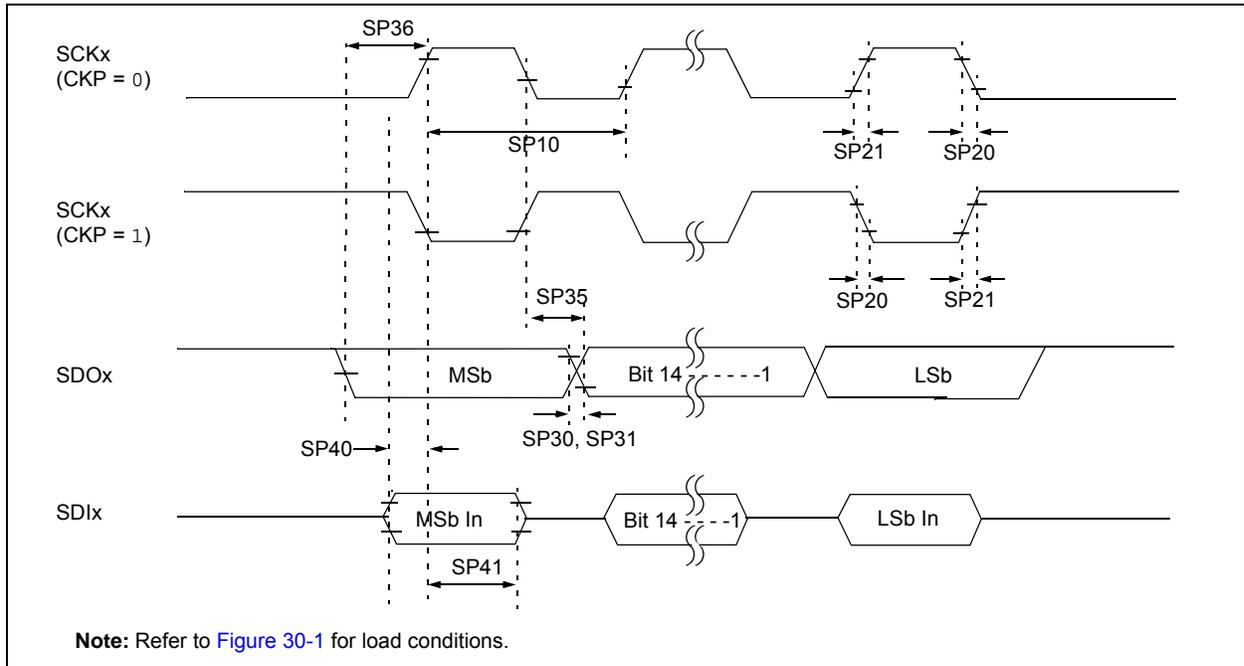 SP36
SCKx
(CKP = 0)
SP10
SP21
SP20
SCKx
(CKP = 1)
SP35
SP20
SP21
SDOx
MSb
Bit 14 - - - - - -1
LSb
SP30, SP31
SP40
SDIx
MSb In
Bit 14 - - - - -1
LSb In
SP41
Note: Refer to Figure 30-1 for load conditions.